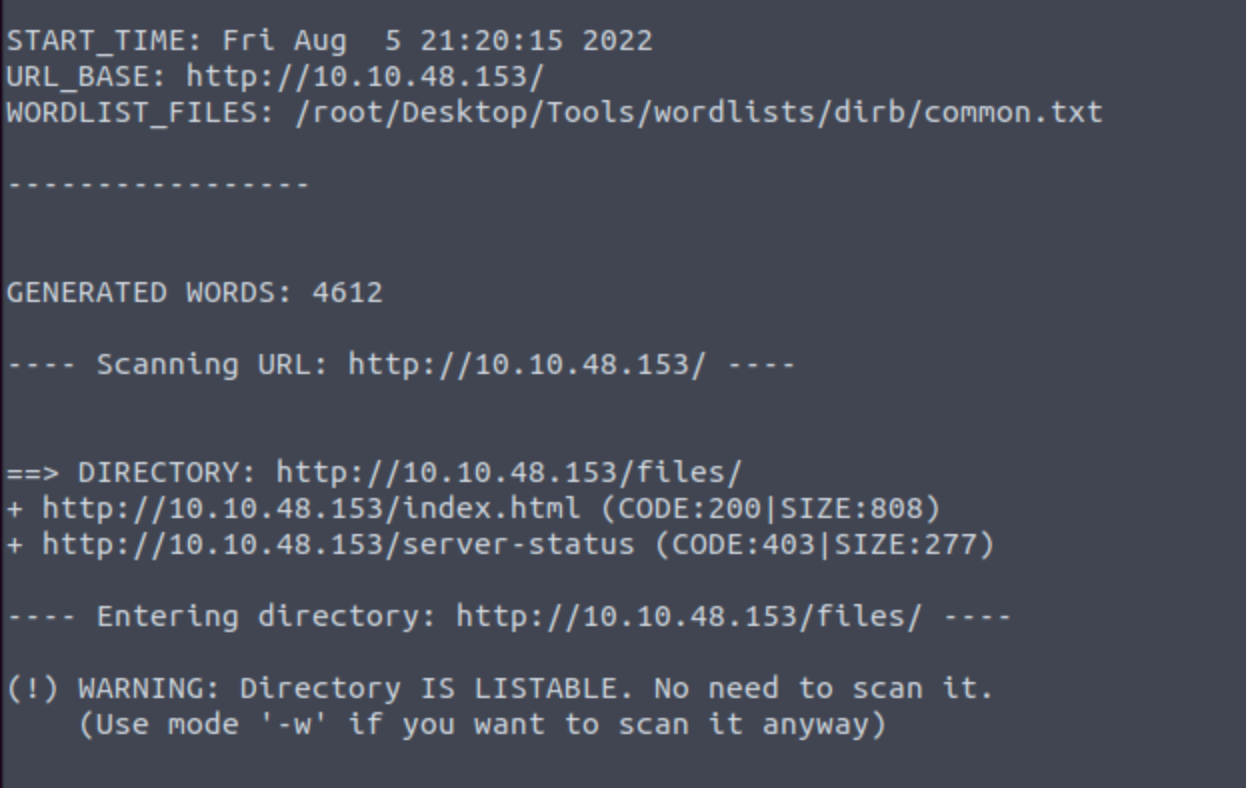 START_TIME: Fri Aug  5 21:20:15 2022
URL_BASE: http://10.10.48.153/
WORDLIST_FILES: /root/Desktop/Tools/wordlists/dirb/common.txt
-----------------
GENERATED WORDS: 4612
---- Scanning URL: http://10.10.48.153/ ----
==> DIRECTORY: http://10.10.48.153/files/
+ http://10.10.48.153/index.html (CODE:200|SIZE:808)
+ http://10.10.48.153/server-status (CODE:403|SIZE:277)
---- Entering directory: http://10.10.48.153/files/ ----
(!) WARNING: Directory IS LISTABLE. No need to scan it.
    (Use mode '-w' if you want to scan it anyway)